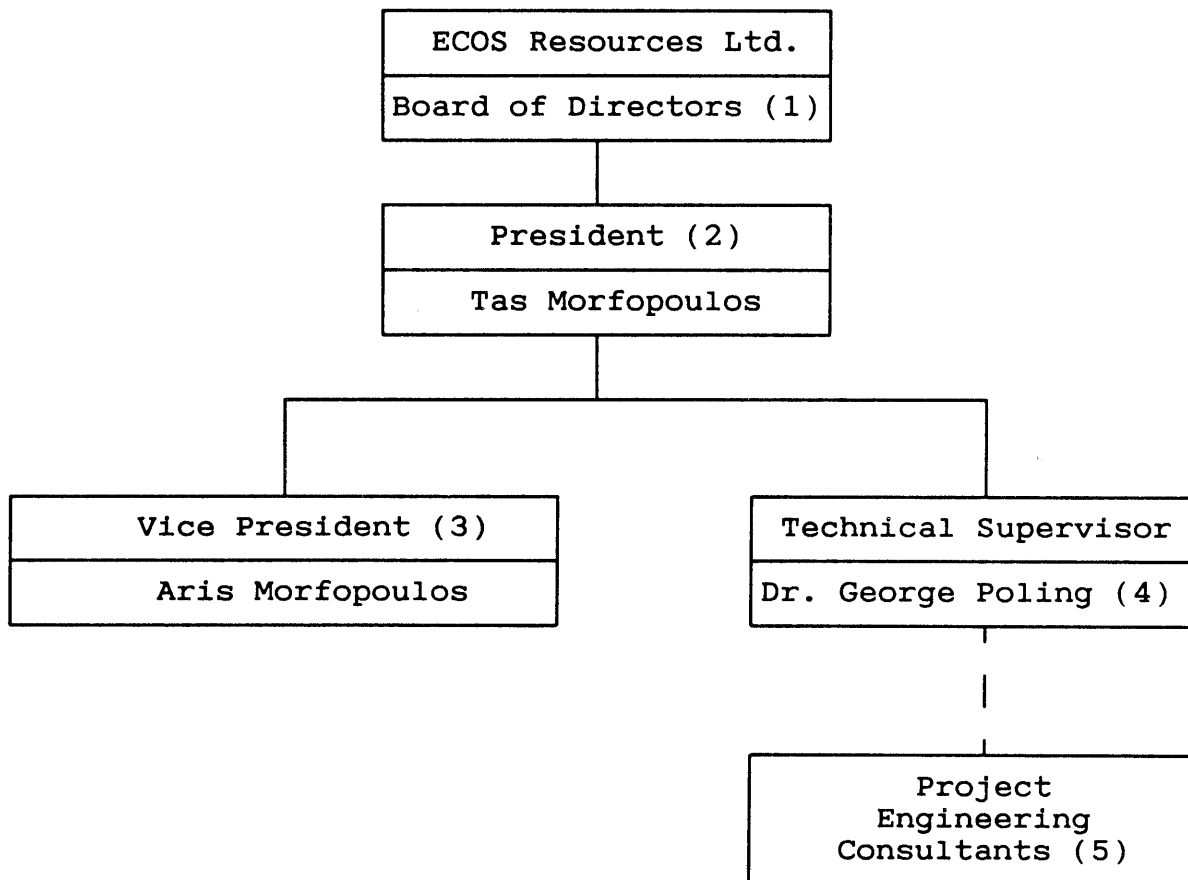 ECOS Resources Ltd.
Board of Directors (1)
President (2)
Tas Morfopoulos
Vice President (3)
Aris Morfopoulos
Technical Supervisor
Dr. George Poling (4)
Project
Engineering
Consultants (5)